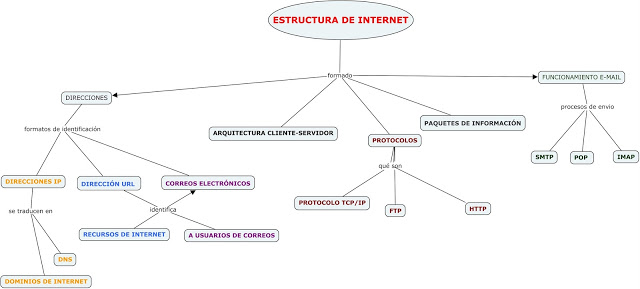 ESTRUCTURA DE INTERNET
formado
DIRECCIONES
FUNCIONAMIENTO E-MAIL
formatos de identificación
ARQUITECTURA CLIENTE-SERVIDOR
PROTOCOLOS
PAQUETES DE INFORMACIÓN
procesos de envio
qué son
SMTP
POP
IMAP
DIRECCIONES IP
DIRECCIÓN URL
CORREOS ELECTRÓNICOS
se traducen en
identifica
PROTOCOLO TCP/IP
FTP
HTTP
RECURSOS DE INTERNET
A USUARIOS DE CORREOS
DNS
DOMINIOS DE INTERNET